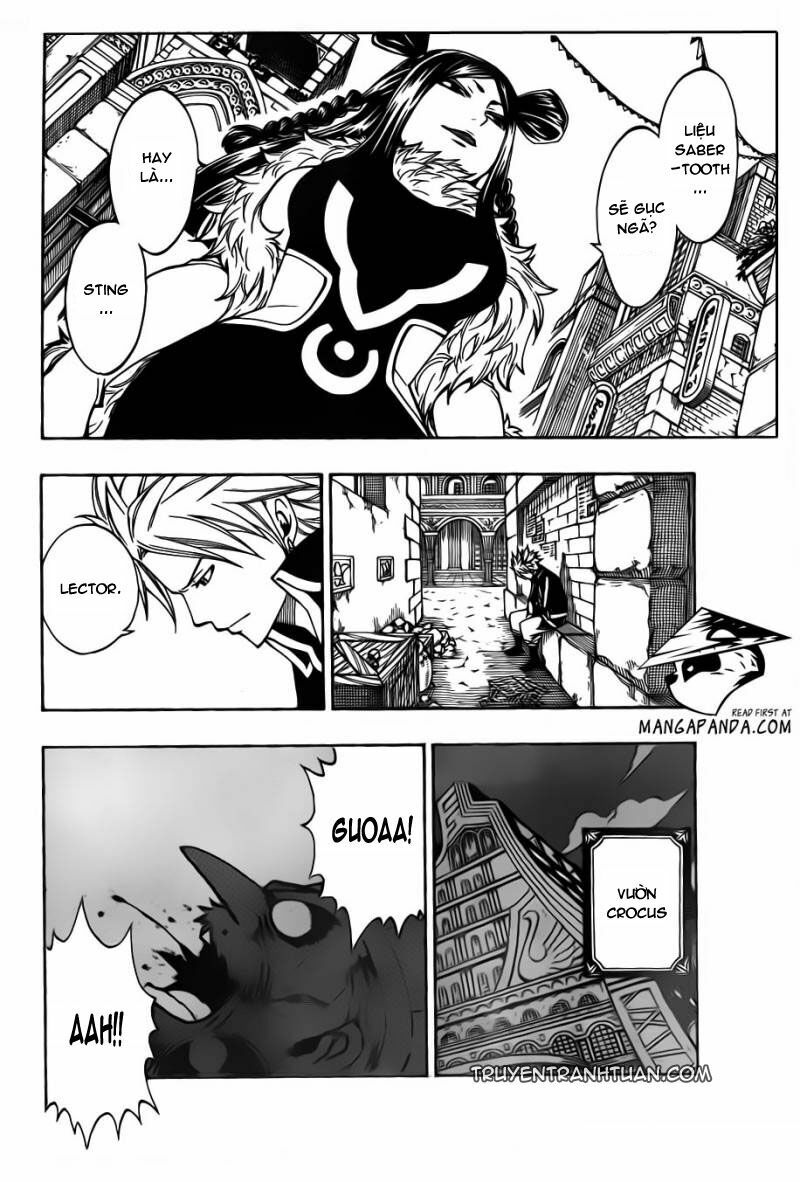 LIỆU
SABER
-TOOTH
...
SẼ GỤC
NGÃ?
HAY
LÀ...
STING
...
LECTOR.
READ FIRST AT
MANGAPANDA.COM
VƯỜN
CROCUS
GUOAA!
AAH!!
TRUYENTRANHTUAN.COM